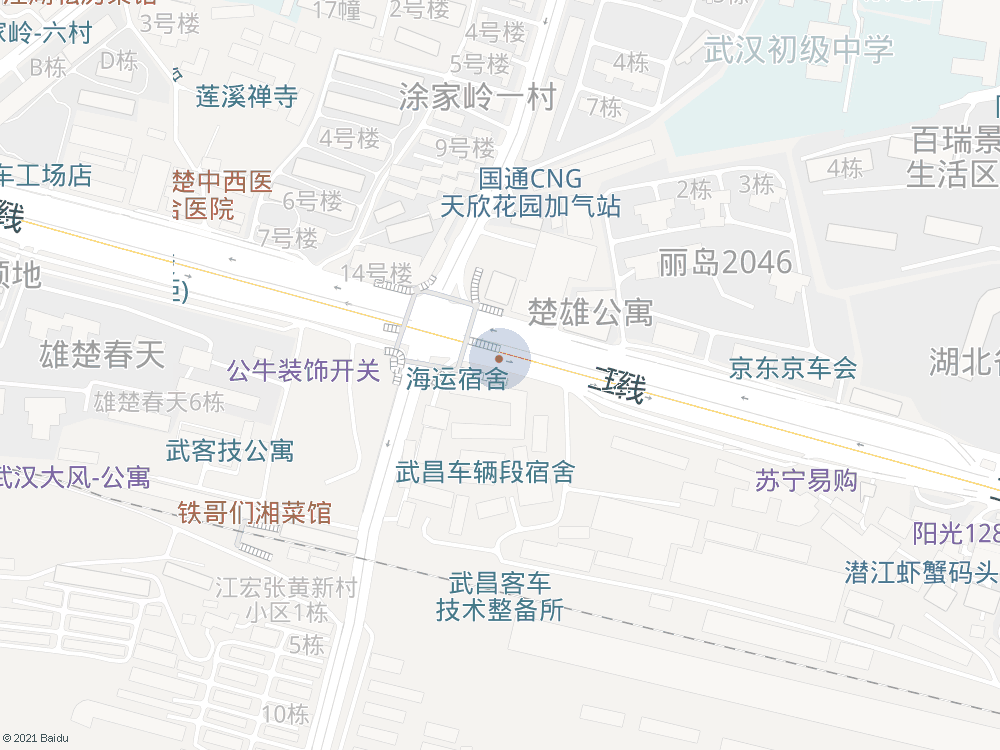 17幢
2号楼
3号楼
4号楼
家岭-六村
B栋
D栋
5号楼
4栋
武汉初级中学
莲溪禅寺
涂家岭一村
7栋
4号楼
9号楼
百瑞景
生活区
4栋
车工场店
楚中西医
合医院
国通CNG
天欣花园加气站
6号楼
2栋
3栋
线
7号楼
14号楼
丽岛2046
顶地
楚雄公寓
雄楚春天
公牛装饰开关
海运宿舍
京东京车会
湖北省
环线
雄楚春天6栋
武客技公寓
武汉大风-公寓
武昌车辆段宿舍
苏宁易购
铁哥们湘菜馆
阳光128
潜江虾蟹码头
江宏张黄新村
小区1栋
武昌客车
技术整备所
5栋
10栋
© 2021 Baidu